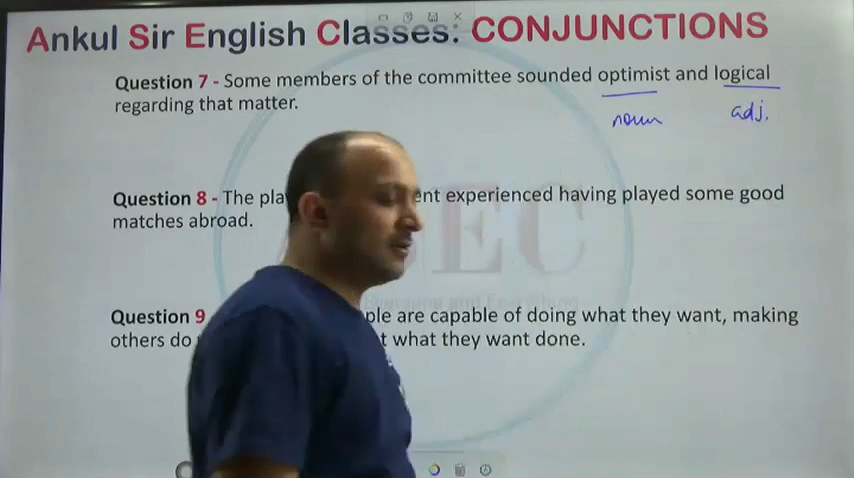 Ankul Sir English Classes: CONJUNCTIONS
Question 7 - Some members of the committee sounded optimist and logical
regarding that matter.
noun adj.
Question 8 - The pla ent experienced having played some good
matches abroad.
EC
Question 9 ple are capable of doing what they want, making
others do t what they want done.